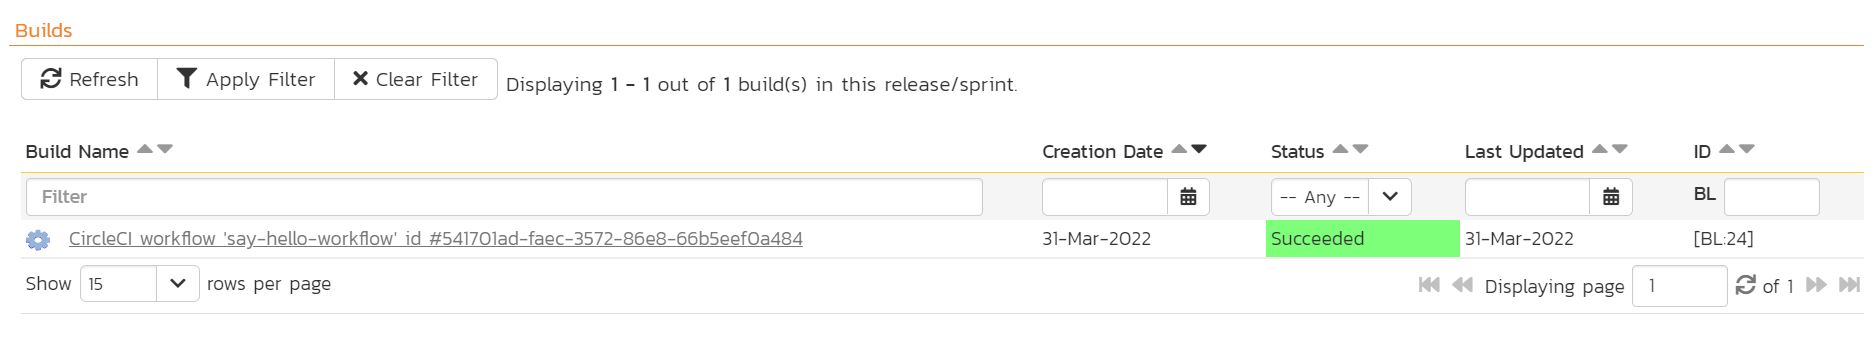 Builds
Refresh Apply Filter Clear Filter Displaying 1 - 1 out of 1 build(s) in this release/sprint.
Build Name Creation Date Status Last Updated ID
Filter -- Any -- BL
CircleCI workflow 'say-hello-workflow' id #541701ad-faec-3572-86e8-66b5eef0a484 31-Mar-2022 Succeeded 31-Mar-2022 [BL:24]
Show 15 rows per page Displaying page 1 of 1